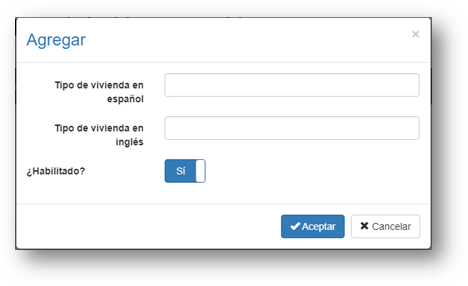 Agregar ×
Tipo de vivienda en
español
Tipo de vivienda en
inglés
¿Habilitado? Sí
Aceptar Cancelar